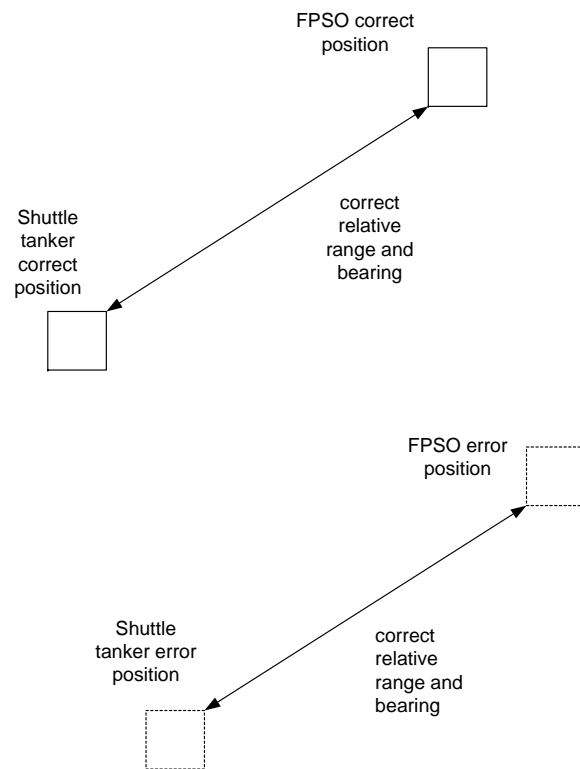 FPSO correct
position
Shuttle
tanker
correct
position
correct
relative
range and
bearing
FPSO error
position
Shuttle
tanker error
position
correct
relative
range and
bearing